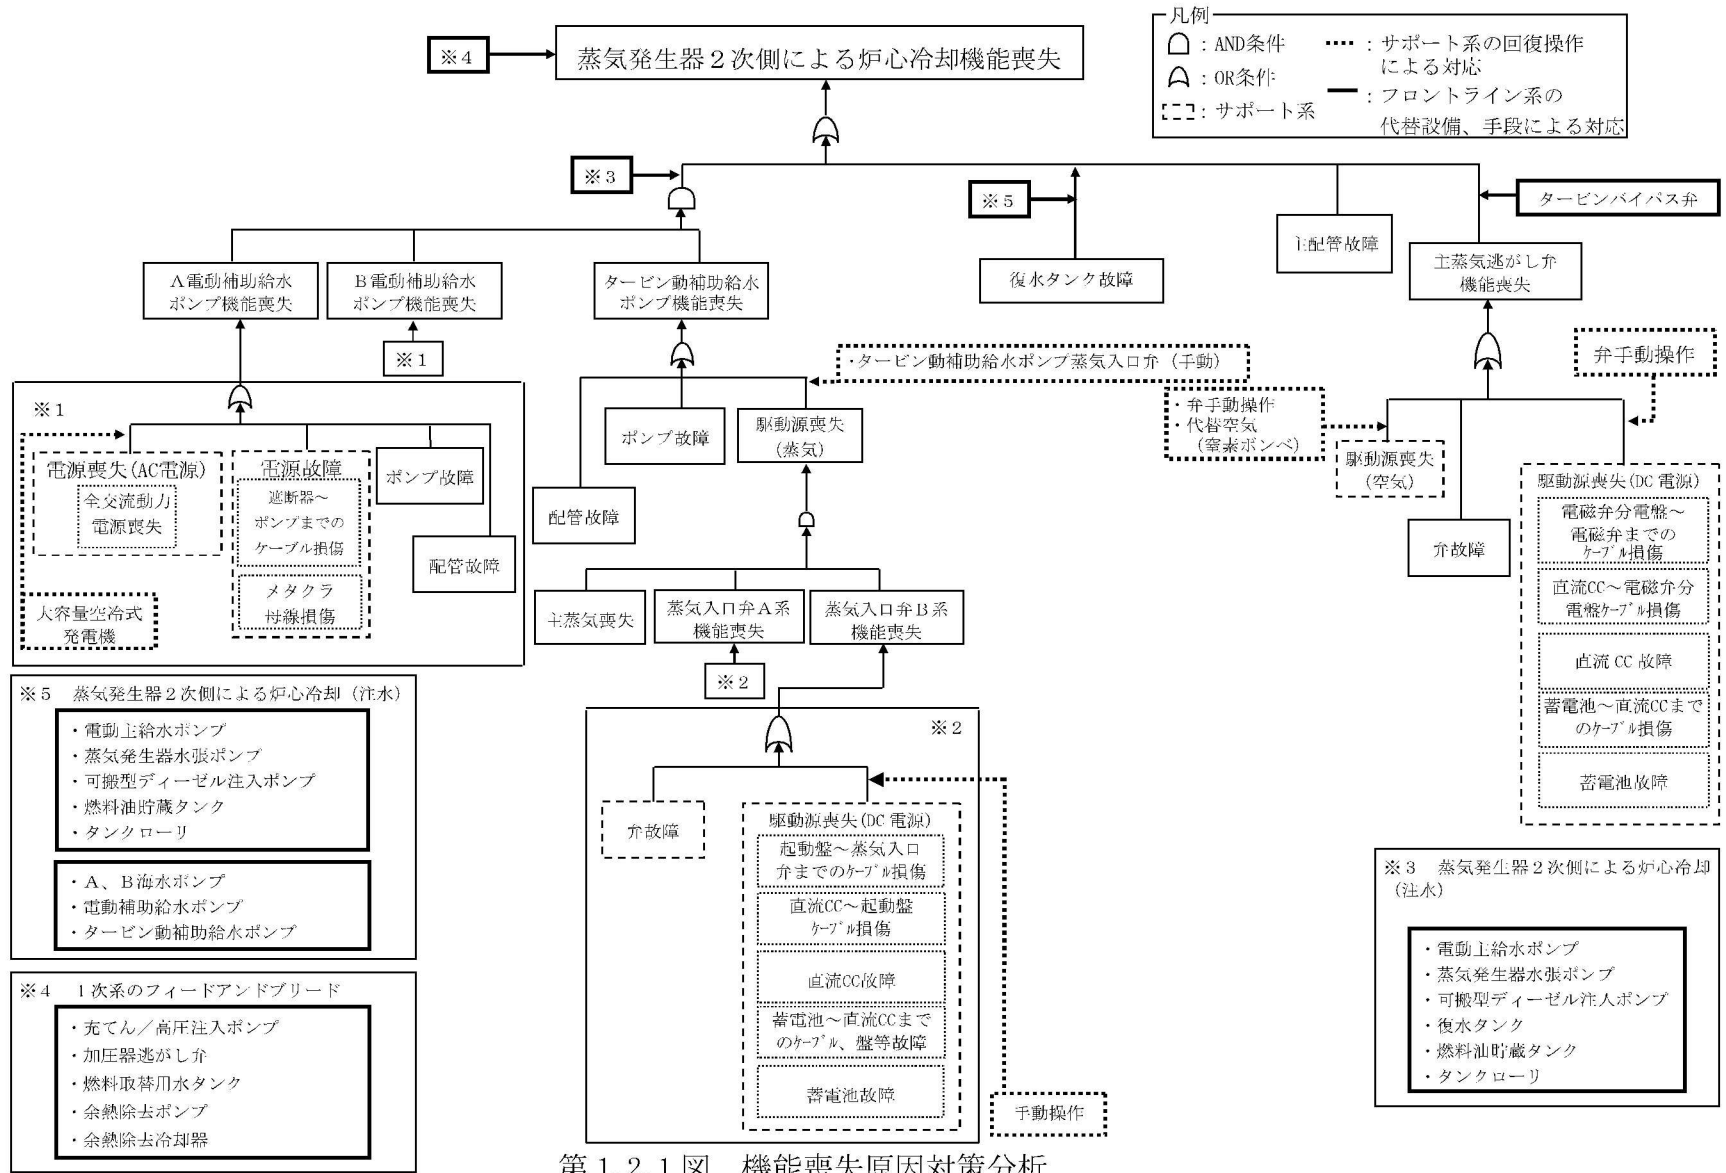 凡例
：AND条件
：OR条件
：サポート系
：サポート系の回復操作
による対応
：フロントライン系の
代替設備、手段による対応
※4
蒸気発生器２次側による炉心冷却機能喪失
※3
※5
タービンバイパス弁
A電動補助給水
ポンプ機能喪失
B電動補助給水
ポンプ機能喪失
タービン動補助給水
ポンプ機能喪失
復水タンク故障
主配管故障
主蒸気逃がし弁
機能喪失
※1
・タービン動補助給水ポンプ蒸気入口弁（手動）
弁手動操作
・弁手動操作
・代替空気
（窒素ボンベ）
※1
電源喪失(AC電源)
全交流動力
電源喪失
電源故障
遮断器～
ポンプまでの
ケーブル損傷
メタクラ
母線損傷
ポンプ故障
配管故障
大容量空冷式
発電機
配管故障
ポンプ故障
駆動源喪失
(蒸気)
主蒸気喪失
蒸気入口弁A系
機能喪失
蒸気入口弁B系
機能喪失
※2
駆動源喪失
(空気)
弁故障
駆動源喪失(DC電源)
電磁弁分電盤～
電磁弁までの
ｹｰﾌﾞﾙ損傷
直流CC～電磁弁分
電盤ｹｰﾌﾞﾙ損傷
直流CC故障
蓄電池～直流CCまで
のｹｰﾌﾞﾙ損傷
蓄電池故障
※2
弁故障
駆動源喪失(DC電源)
起動盤～蒸気入口
弁までのｹｰﾌﾞﾙ損傷
直流CC～起動盤
ｹｰﾌﾞﾙ損傷
直流CC故障
蓄電池～直流CCまで
のｹｰﾌﾞﾙ、盤等故障
蓄電池故障
手動操作
※5　蒸気発生器２次側による炉心冷却（注水）
・電動主給水ポンプ
・蒸気発生器水張ポンプ
・可搬型ディーゼル注入ポンプ
・燃料油貯蔵タンク
・タンクローリ
・A、B海水ポンプ
・電動補助給水ポンプ
・タービン動補助給水ポンプ
※4　１次系のフィードアンドブリード
・充てん／高圧注入ポンプ
・加圧器逃がし弁
・燃料取替用水タンク
・余熱除去ポンプ
・余熱除去冷却器
※3　蒸気発生器２次側による炉心冷却
（注水）
・電動主給水ポンプ
・蒸気発生器水張ポンプ
・可搬型ディーゼル注入ポンプ
・復水タンク
・燃料油貯蔵タンク
・タンクローリ
第1.2.1図　機能喪失原因対策分析